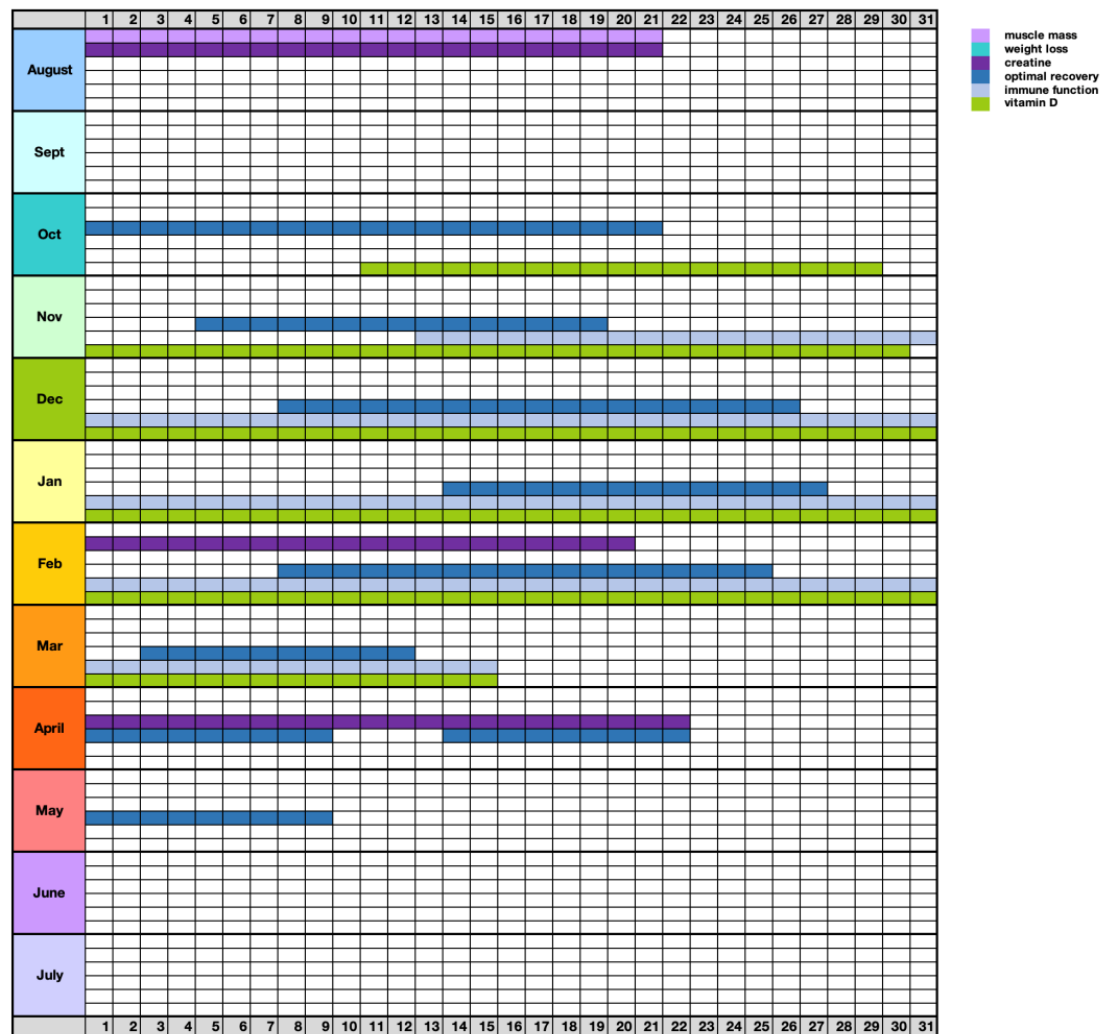 1 2 3 4 5 6 7 8 9 10 11 12 13 14 15 16 17 18 19 20 21 22 23 24 25 26 27 28 29 30 31
muscle mass
weight loss
creatine
optimal recovery
immune function
vitamin D
August
Sept
Oct
Nov
Dec
Jan
Feb
Mar
April
May
June
July
1 2 3 4 5 6 7 8 9 10 11 12 13 14 15 16 17 18 19 20 21 22 23 24 25 26 27 28 29 30 31